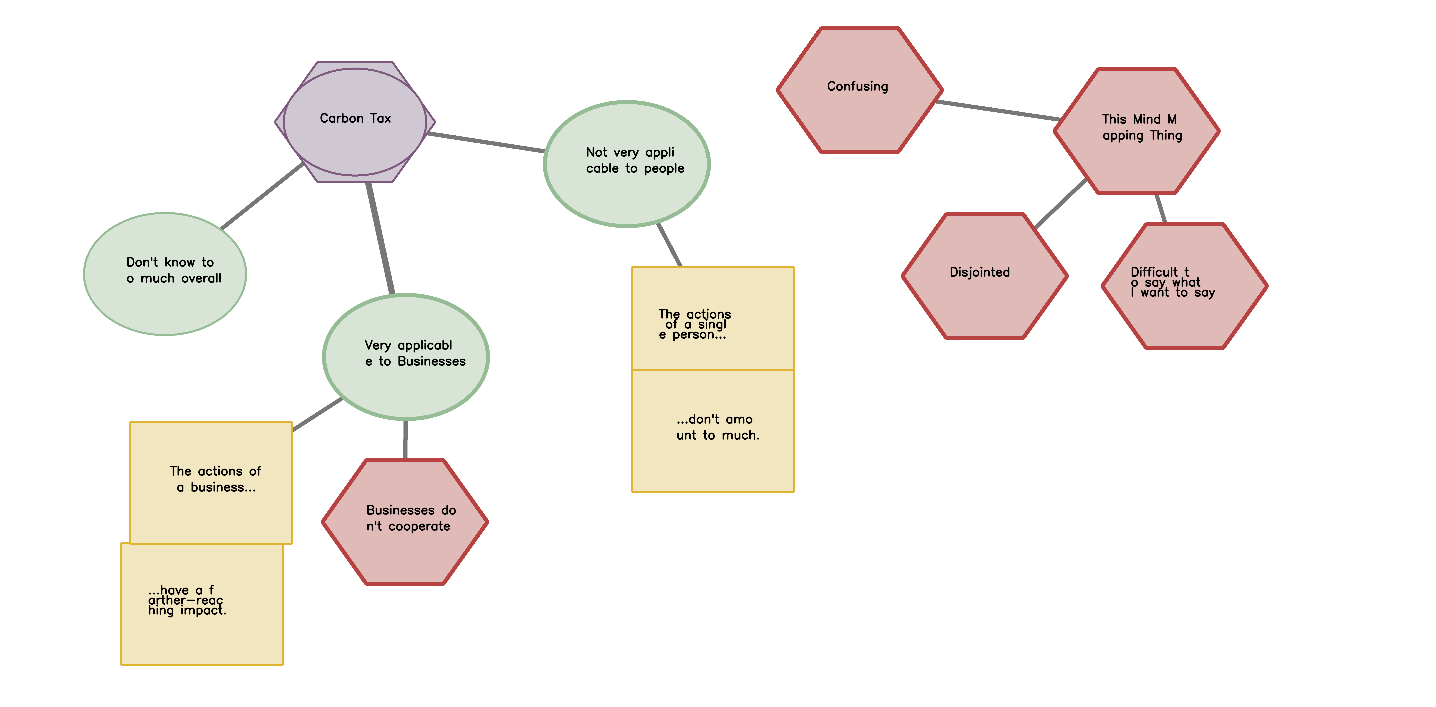 Carbon Tax
Don't know to
o much overall
Very applicabl
e to Businesses
The actions of
a business...
...have a f
arther-reac
hing impact.
Businesses do
n't cooperate
Not very appli
cable to people
The actions
of a singl
e person...
...don't amo
unt to much.
Confusing
This Mind M
apping Thing
Disjointed
Difficult t
o say what
I want to say